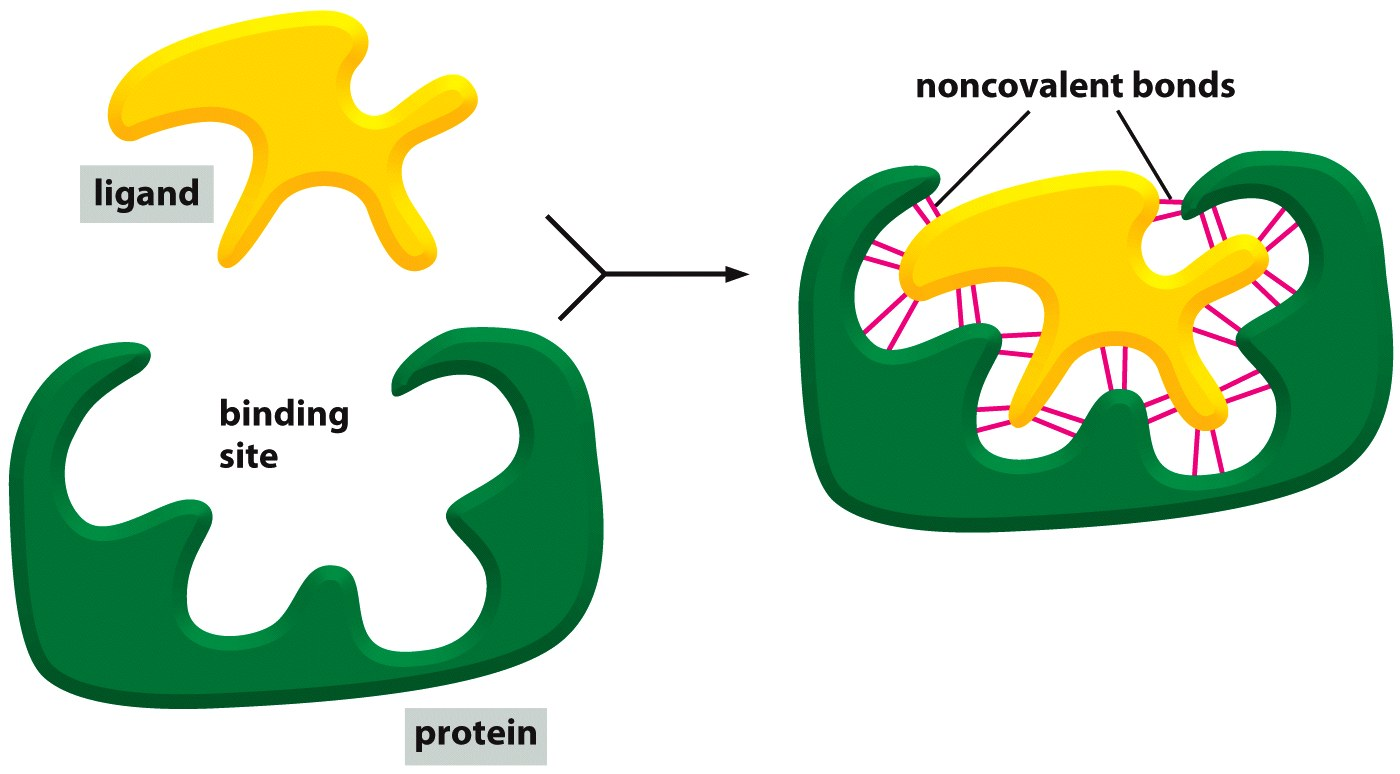 ligand
binding
site
protein
noncovalent bonds